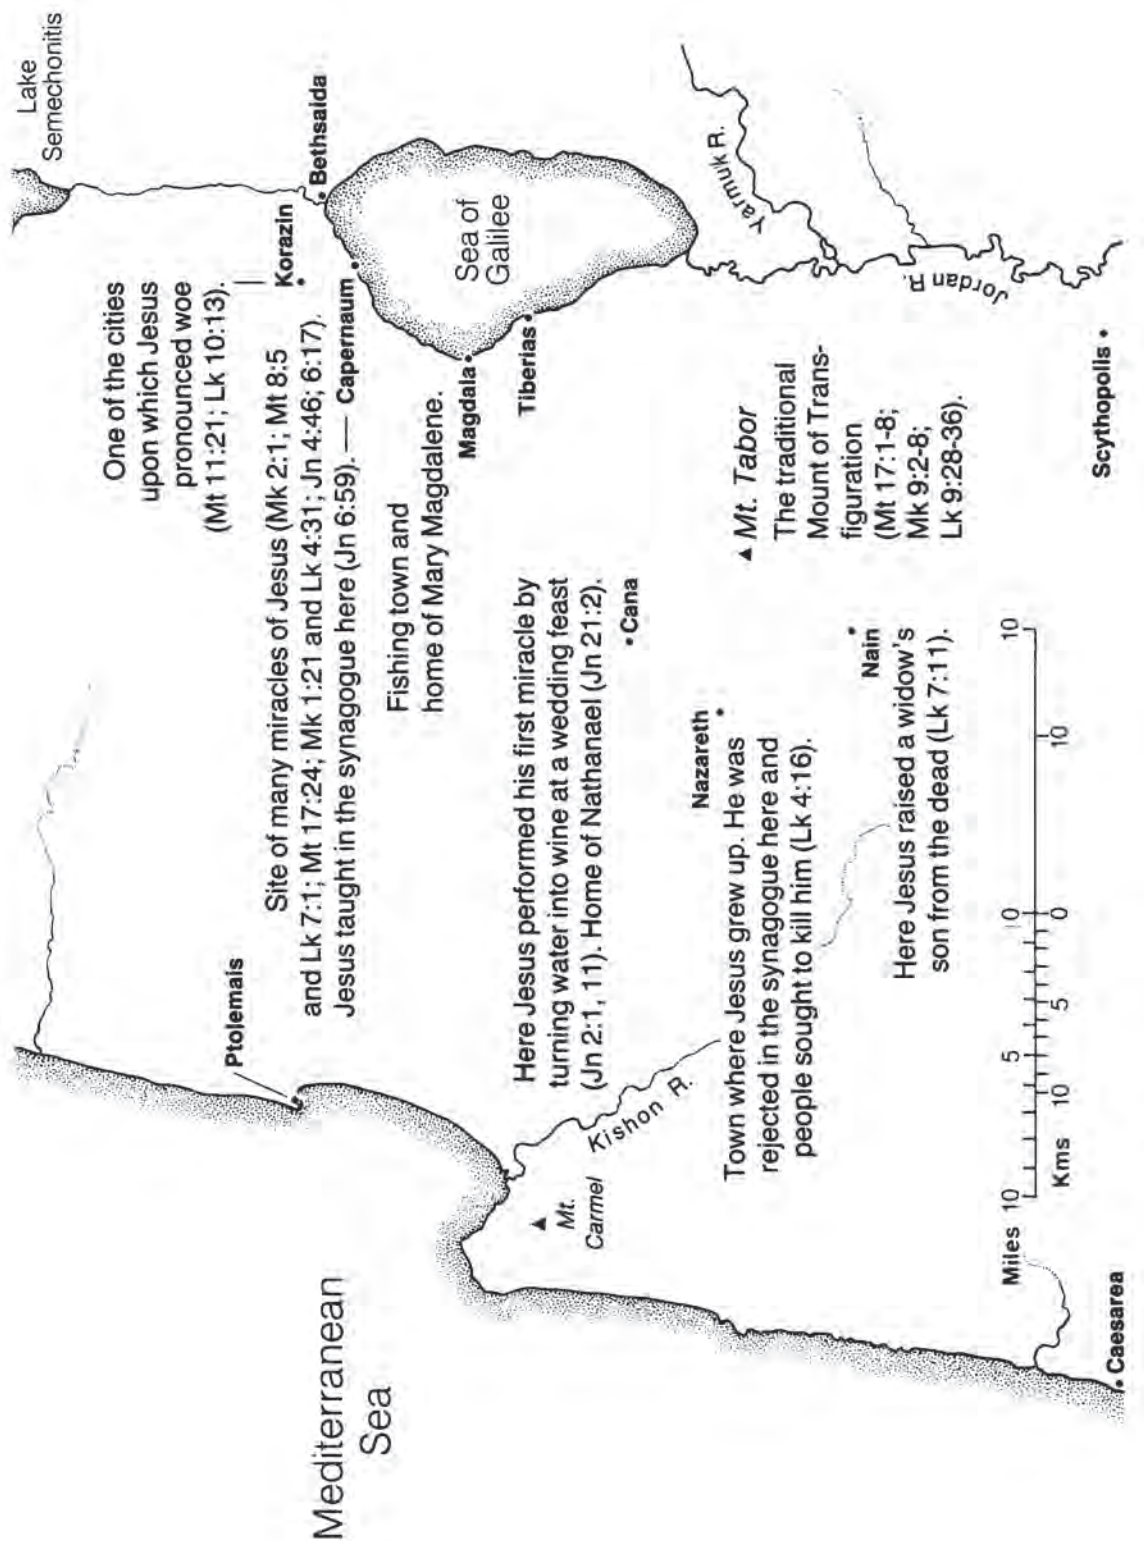 Lake
Semechonitis
One of the cities
upon which Jesus
pronounced woe
(Mt 11:21; Lk 10:13).
Korazin
Bethsaida
Ptolemais
Site of many miracles of Jesus (Mk 2:1; Mt 8:5
and Lk 7:1; Mt 17:24; Mk 1:21 and Lk 4:31; Jn 4:46; 6:17).
Jesus taught in the synagogue here (Jn 6:59). — Capernaum
Fishing town and
home of Mary Magdalene.
Magdala
Sea of
Galilee
Tiberias
Mediterranean
Sea
Here Jesus performed his first miracle by
turning water into wine at a wedding feast
(Jn 2:1, 11). Home of Nathanael (Jn 21:2).
Cana
Mt.
Carmel
Kishon R.
Yarmuk R.
Nazareth
Town where Jesus grew up. He was
rejected in the synagogue here and
people sought to kill him (Lk 4:16).
Mt. Tabor
The traditional
Mount of Trans-
figuration
(Mt 17:1-8;
Mk 9:2-8;
Lk 9:28-36).
Jordan R.
Nain
Here Jesus raised a widow's
son from the dead (Lk 7:11).
Miles 10 5 0 10
Kms 10 5 0 10
Caesarea
Scythopolis